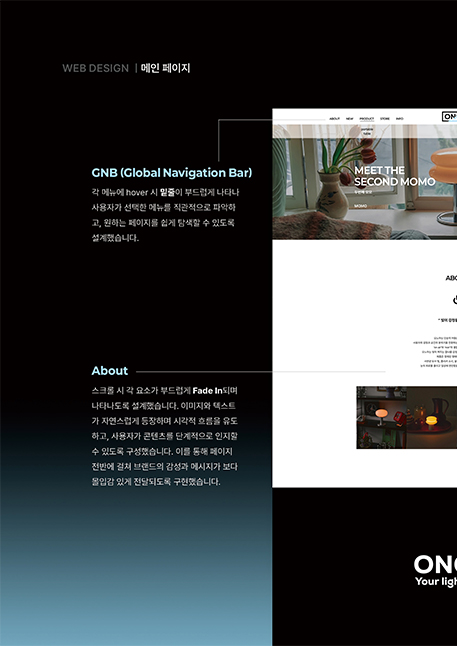 WEB DESIGN | 메인 페이지
ABOUT NEW PRODUCT STORE INFO
GNB (Global Navigation Bar)
각 메뉴에 hover 시 밑줄이 부드럽게 나타나
사용자가 선택한 메뉴를 직관적으로 파악하
고, 원하는 페이지를 쉽게 탐색할 수 있도록
설계했습니다.
MEET THE
SECOND MOMO
MOMO
About
스크롤 시 각 요소가 부드럽게 Fade In되며
나타나도록 설계했습니다. 이미지와 텍스트
가 자연스럽게 등장하며 시각적 흐름을 유도
하고, 사용자가 콘텐츠를 단계적으로 인지할
수 있도록 구성했습니다. 이를 통해 페이지
전반에 걸쳐 브랜드의 감성과 메시지가 보다
몰입감 있게 전달되도록 구현했습니다.